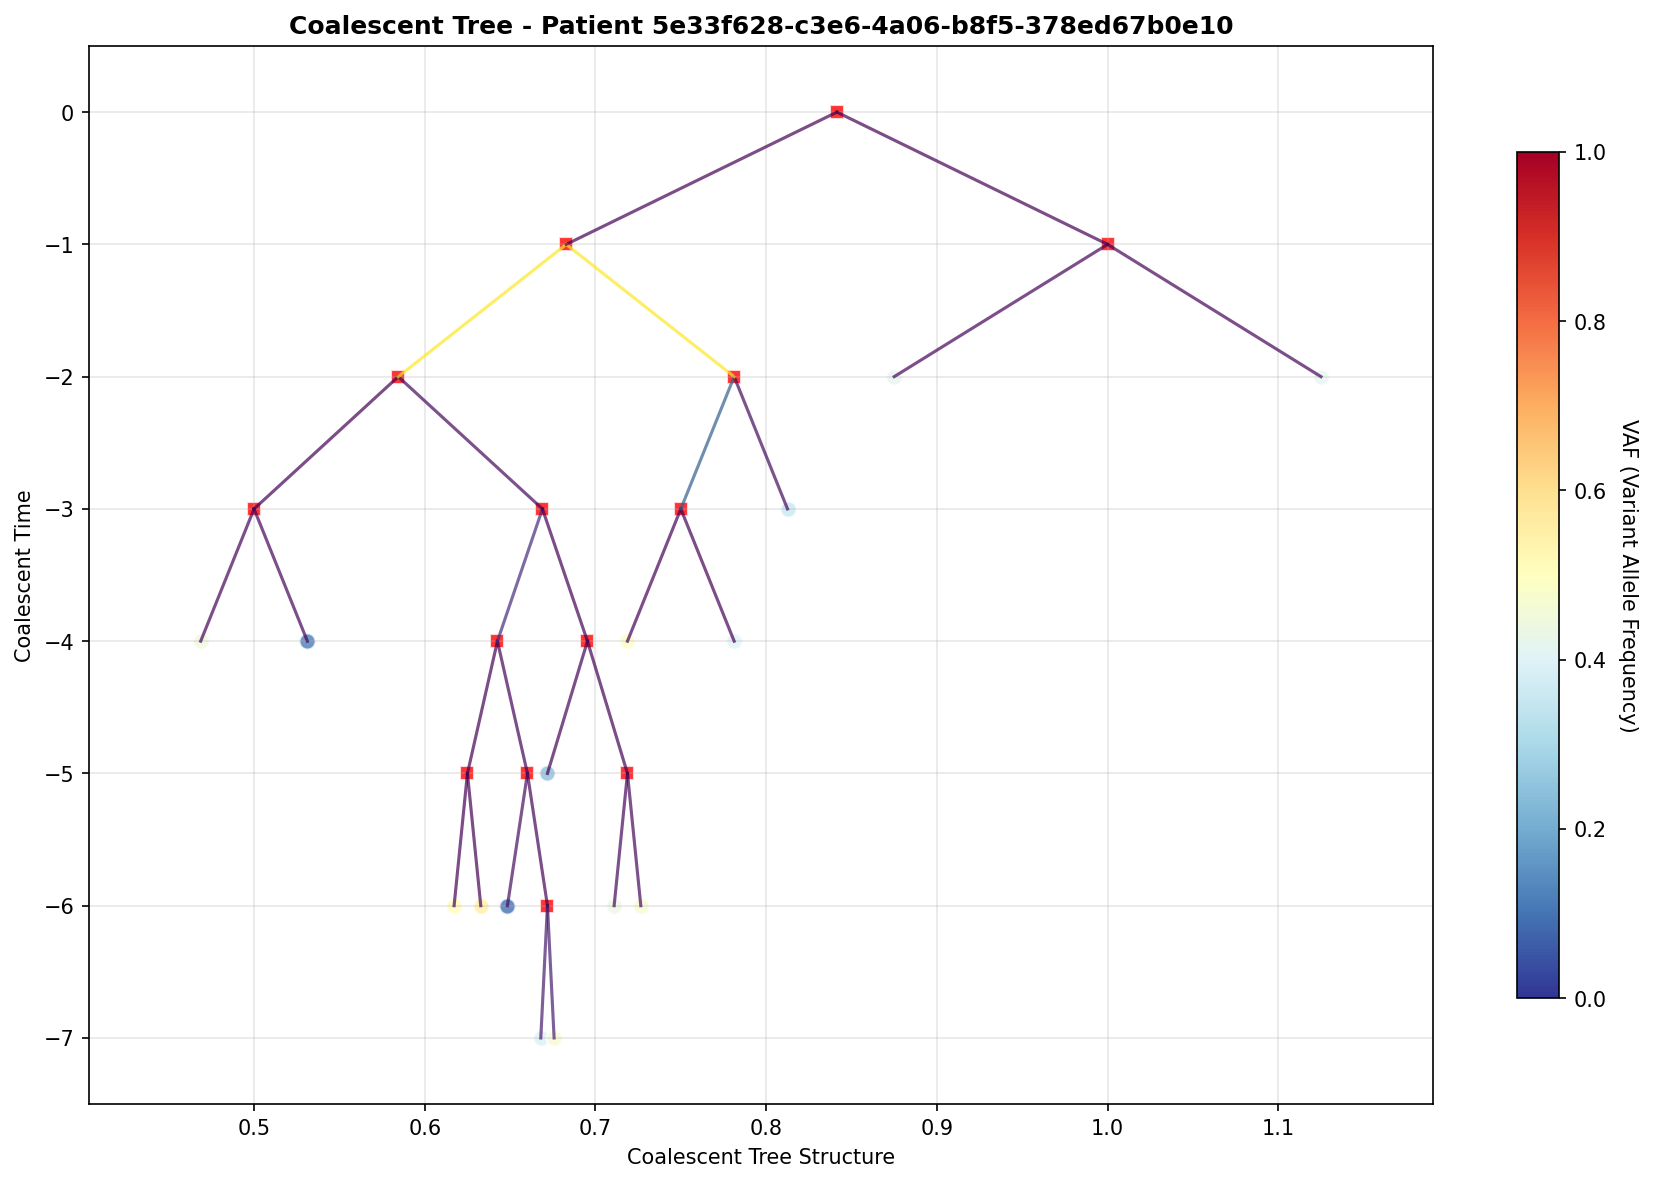 Coalescent Tree - Patient 5e33f628-c3e6-4a06-b8f5-378ed67b0e10
0
−1
−2
−3
−4
−5
−6
−7
Coalescent Time
0.5 0.6 0.7 0.8 0.9 1.0 1.1
Coalescent Tree Structure
1.0
0.8
0.6
0.4
0.2
0.0
VAF (Variant Allele Frequency)